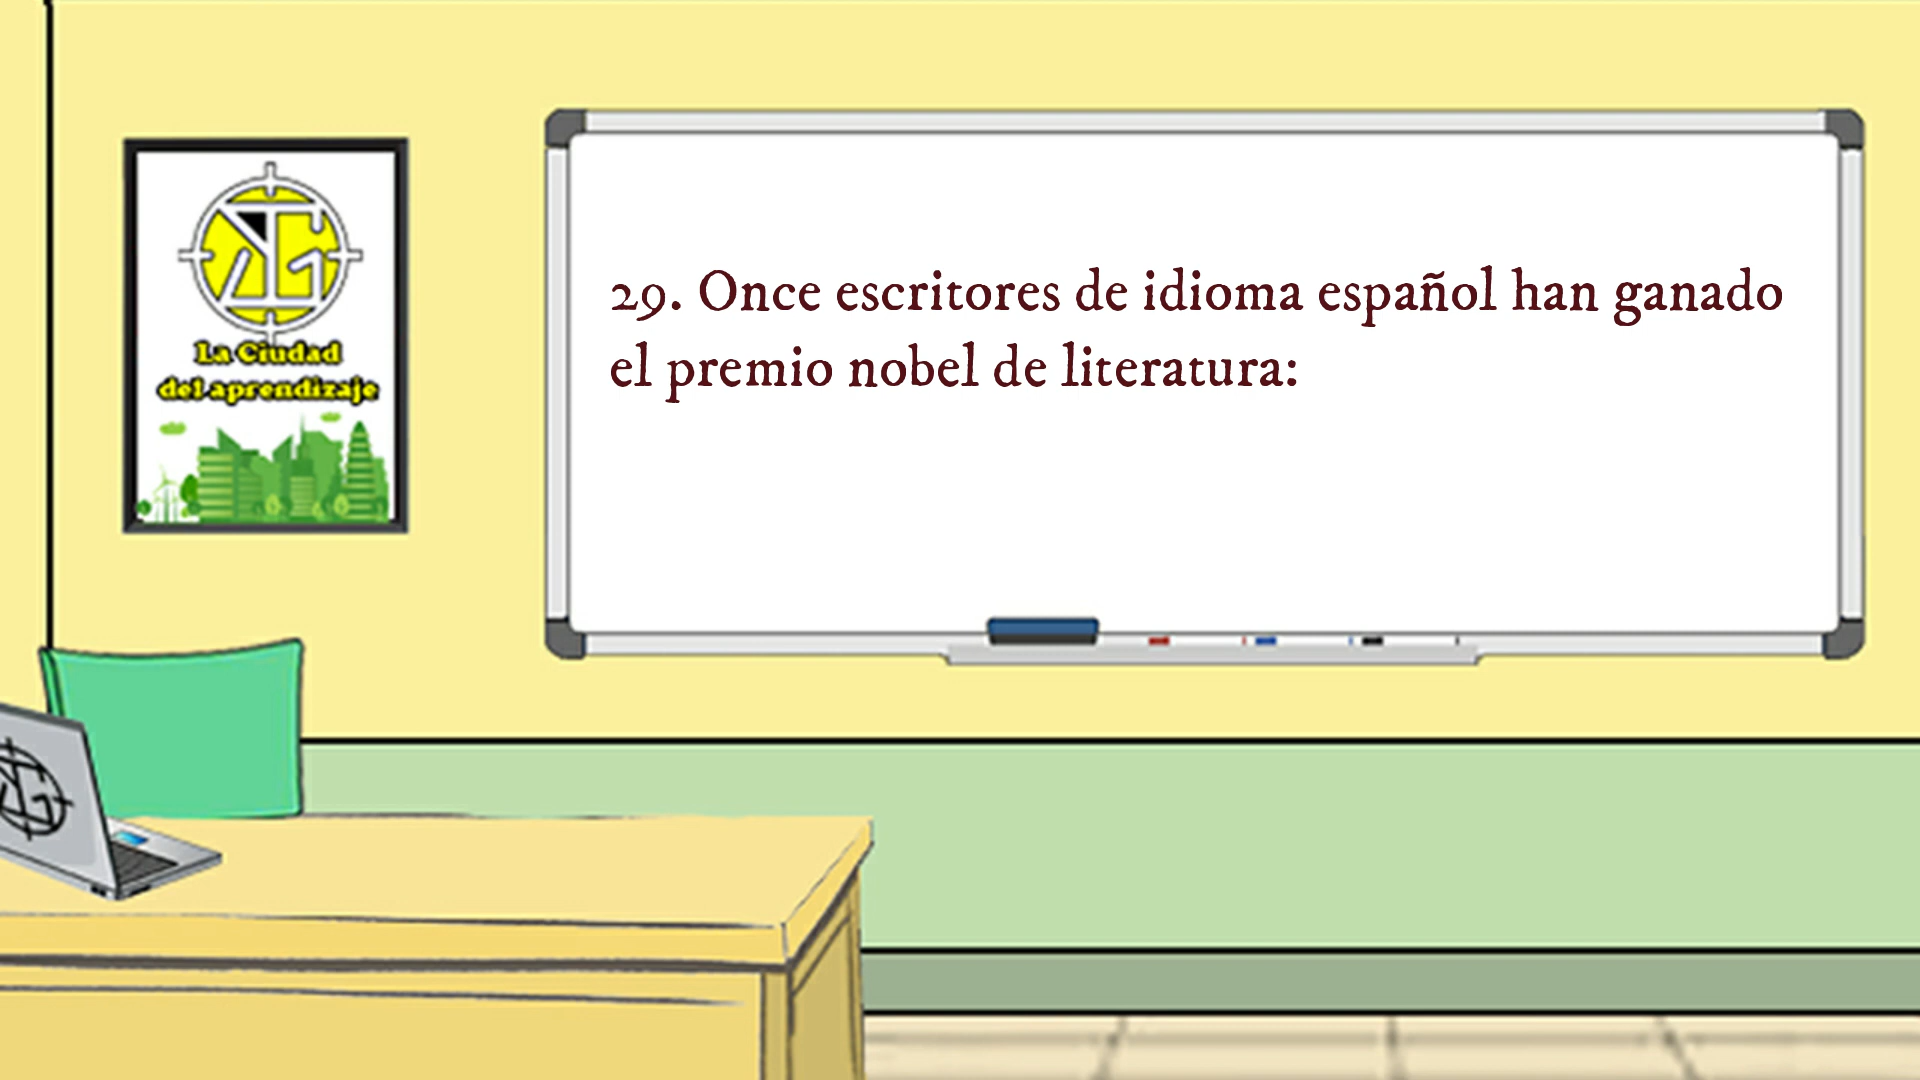 La Ciudad
del aprendizaje
29. Once escritores de idioma español han ganado
el premio nobel de literatura: